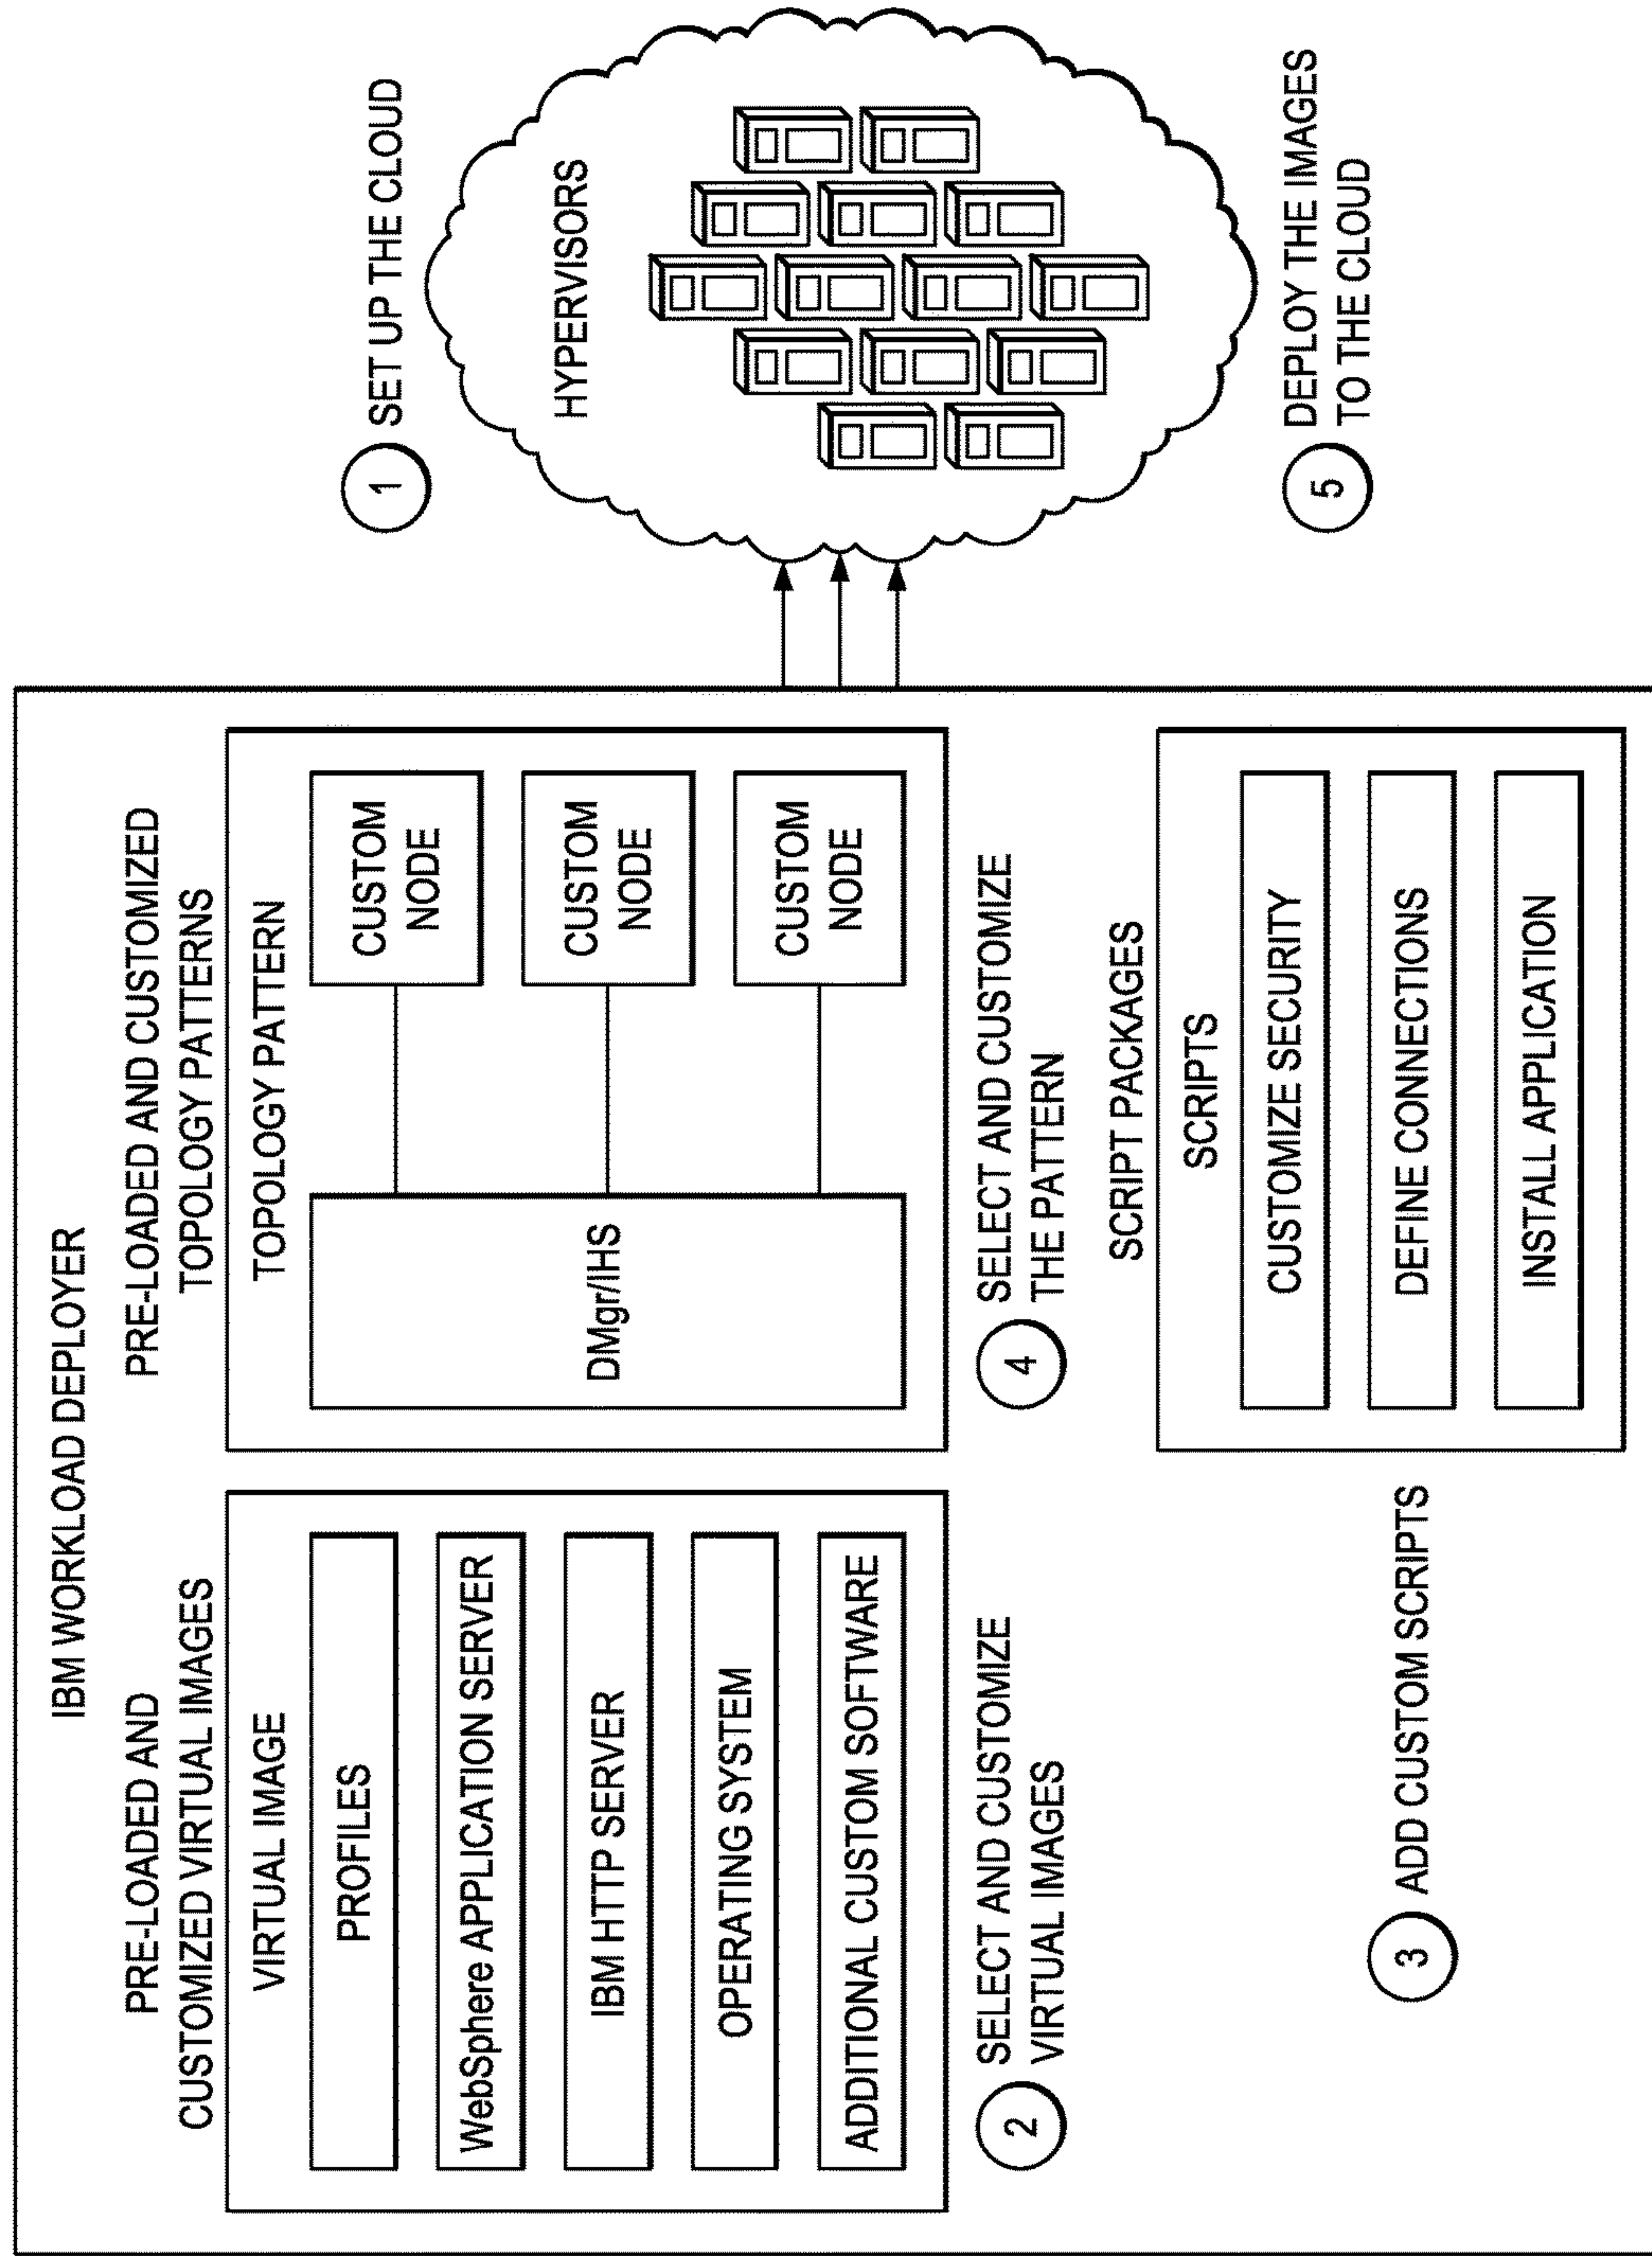 IBM WORKLOAD DEPLOYER
PRE-LOADED AND
CUSTOMIZED VIRTUAL IMAGES
VIRTUAL IMAGE
PROFILES
WebSphere APPLICATION SERVER
IBM HTTP SERVER
OPERATING SYSTEM
ADDITIONAL CUSTOM SOFTWARE
2
SELECT AND CUSTOMIZE
VIRTUAL IMAGES
PRE-LOADED AND CUSTOMIZED
TOPOLOGY PATTERNS
TOPOLOGY PATTERN
DMgr/IHS
CUSTOM
NODE
CUSTOM
NODE
CUSTOM
NODE
4
SELECT AND CUSTOMIZE
THE PATTERN
3
ADD CUSTOM SCRIPTS
SCRIPT PACKAGES
SCRIPTS
CUSTOMIZE SECURITY
DEFINE CONNECTIONS
INSTALL APPLICATION
1
SET UP THE CLOUD
HYPERVISORS
5
DEPLOY THE IMAGES
TO THE CLOUD